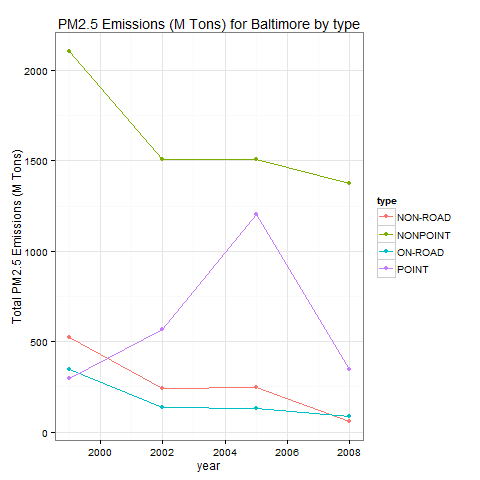 PM2.5 Emissions (M Tons) for Baltimore by type
Total PM2.5 Emissions (M Tons)
2000
1500
1000
500
0
2000 2002 2004 2006 2008
year
type
NON-ROAD
NONPOINT
ON-ROAD
POINT